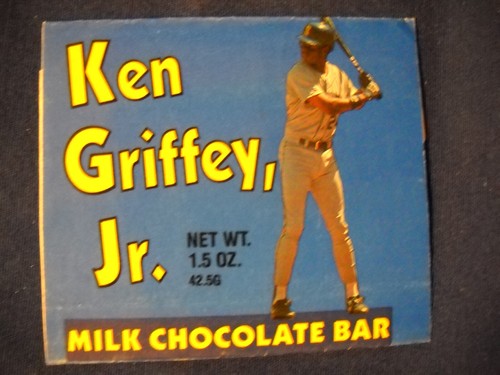 Ken
Griffey,
Jr.
NET WT.
1.5 OZ.
42.5G
MILK CHOCOLATE BAR